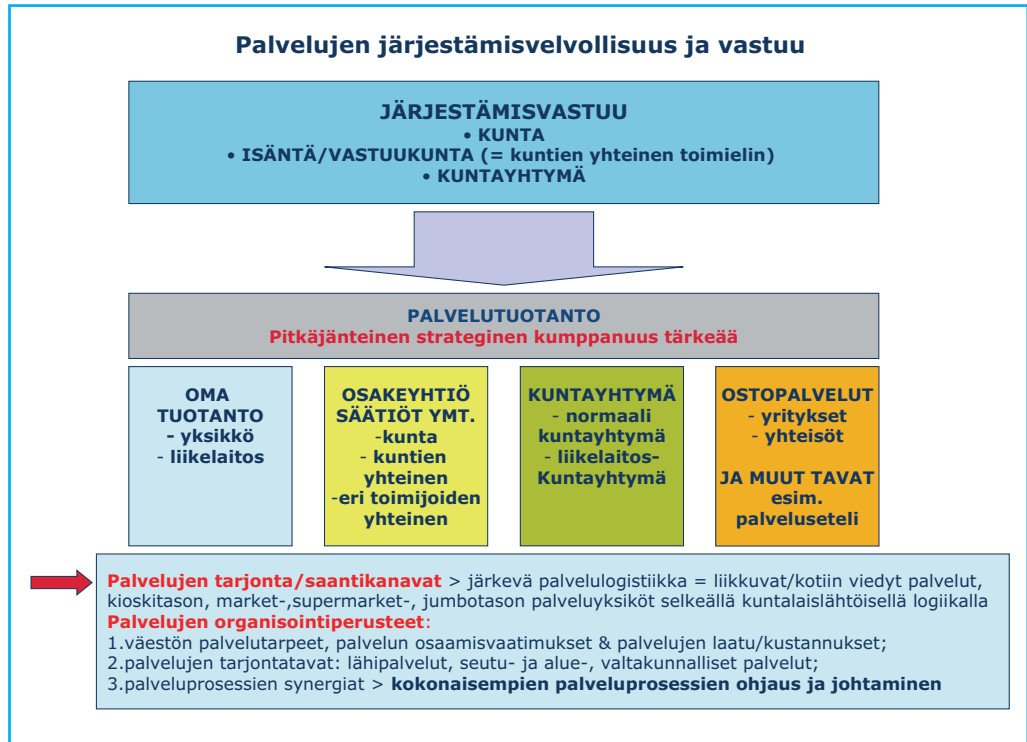 Palvelujen järjestämisvelvollisuus ja vastuu
JÄRJESTÄMISVASTUU
• KUNTA
• ISÄNTÄ/VASTUUKUNTA (= kuntien yhteinen toimielin)
• KUNTAYHTYMÄ
PALVELUTUOTANTO
Pitkäjänteinen strateginen kumppanuus tärkeää
OMA
TUOTANTO
- yksikkö
- liikelaitos
OSAKEYHTIÖ
SÄÄTIÖT YMT.
-kunta
- kuntien
yhteinen
-eri toimijoiden
yhteinen
KUNTAYHTYMÄ
- normaali
kuntayhtymä
- liikelaitos-
Kuntayhtymä
OSTOPALVELUT
- yritykset
- yhteisöt
JA MUUT TAVAT
esim.
palveluseteli
Palvelujen tarjonta/saantikanavat > järkevä palvelulogistiikka = liikkuvat/kotiin viedyt palvelut,
kioskitason, market-,supermarket-, jumbotason palveluyksiköt selkeällä kuntalaislähtöisellä logiikalla
Palvelujen organisointiperusteet:
1.väestön palvelutarpeet, palvelun osaamisvaatimukset & palvelujen laatu/kustannukset;
2.palvelujen tarjontatavat: lähipalvelut, seutu- ja alue-, valtakunnalliset palvelut;
3.palveluprosessien synergiat > kokonaisempien palveluprosessien ohjaus ja johtaminen